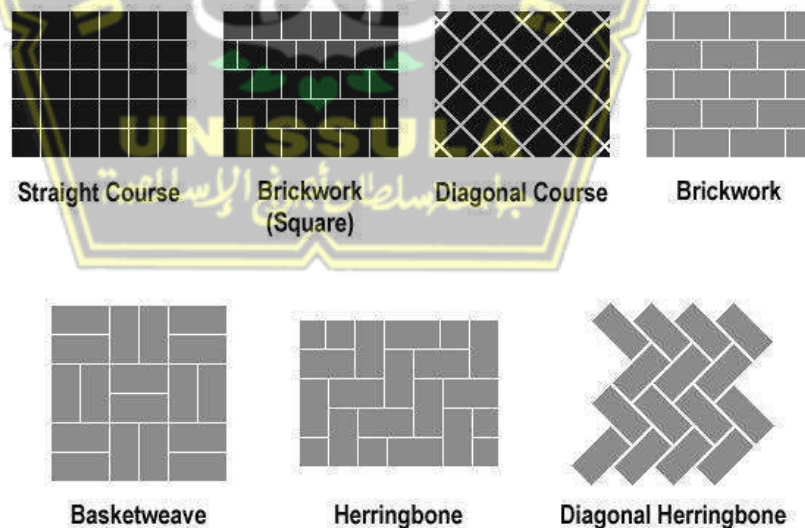 UNISSULA
Straight Course
Brickwork
(Square)
Diagonal Course
Brickwork
Basketweave
Herringbone
Diagonal Herringbone